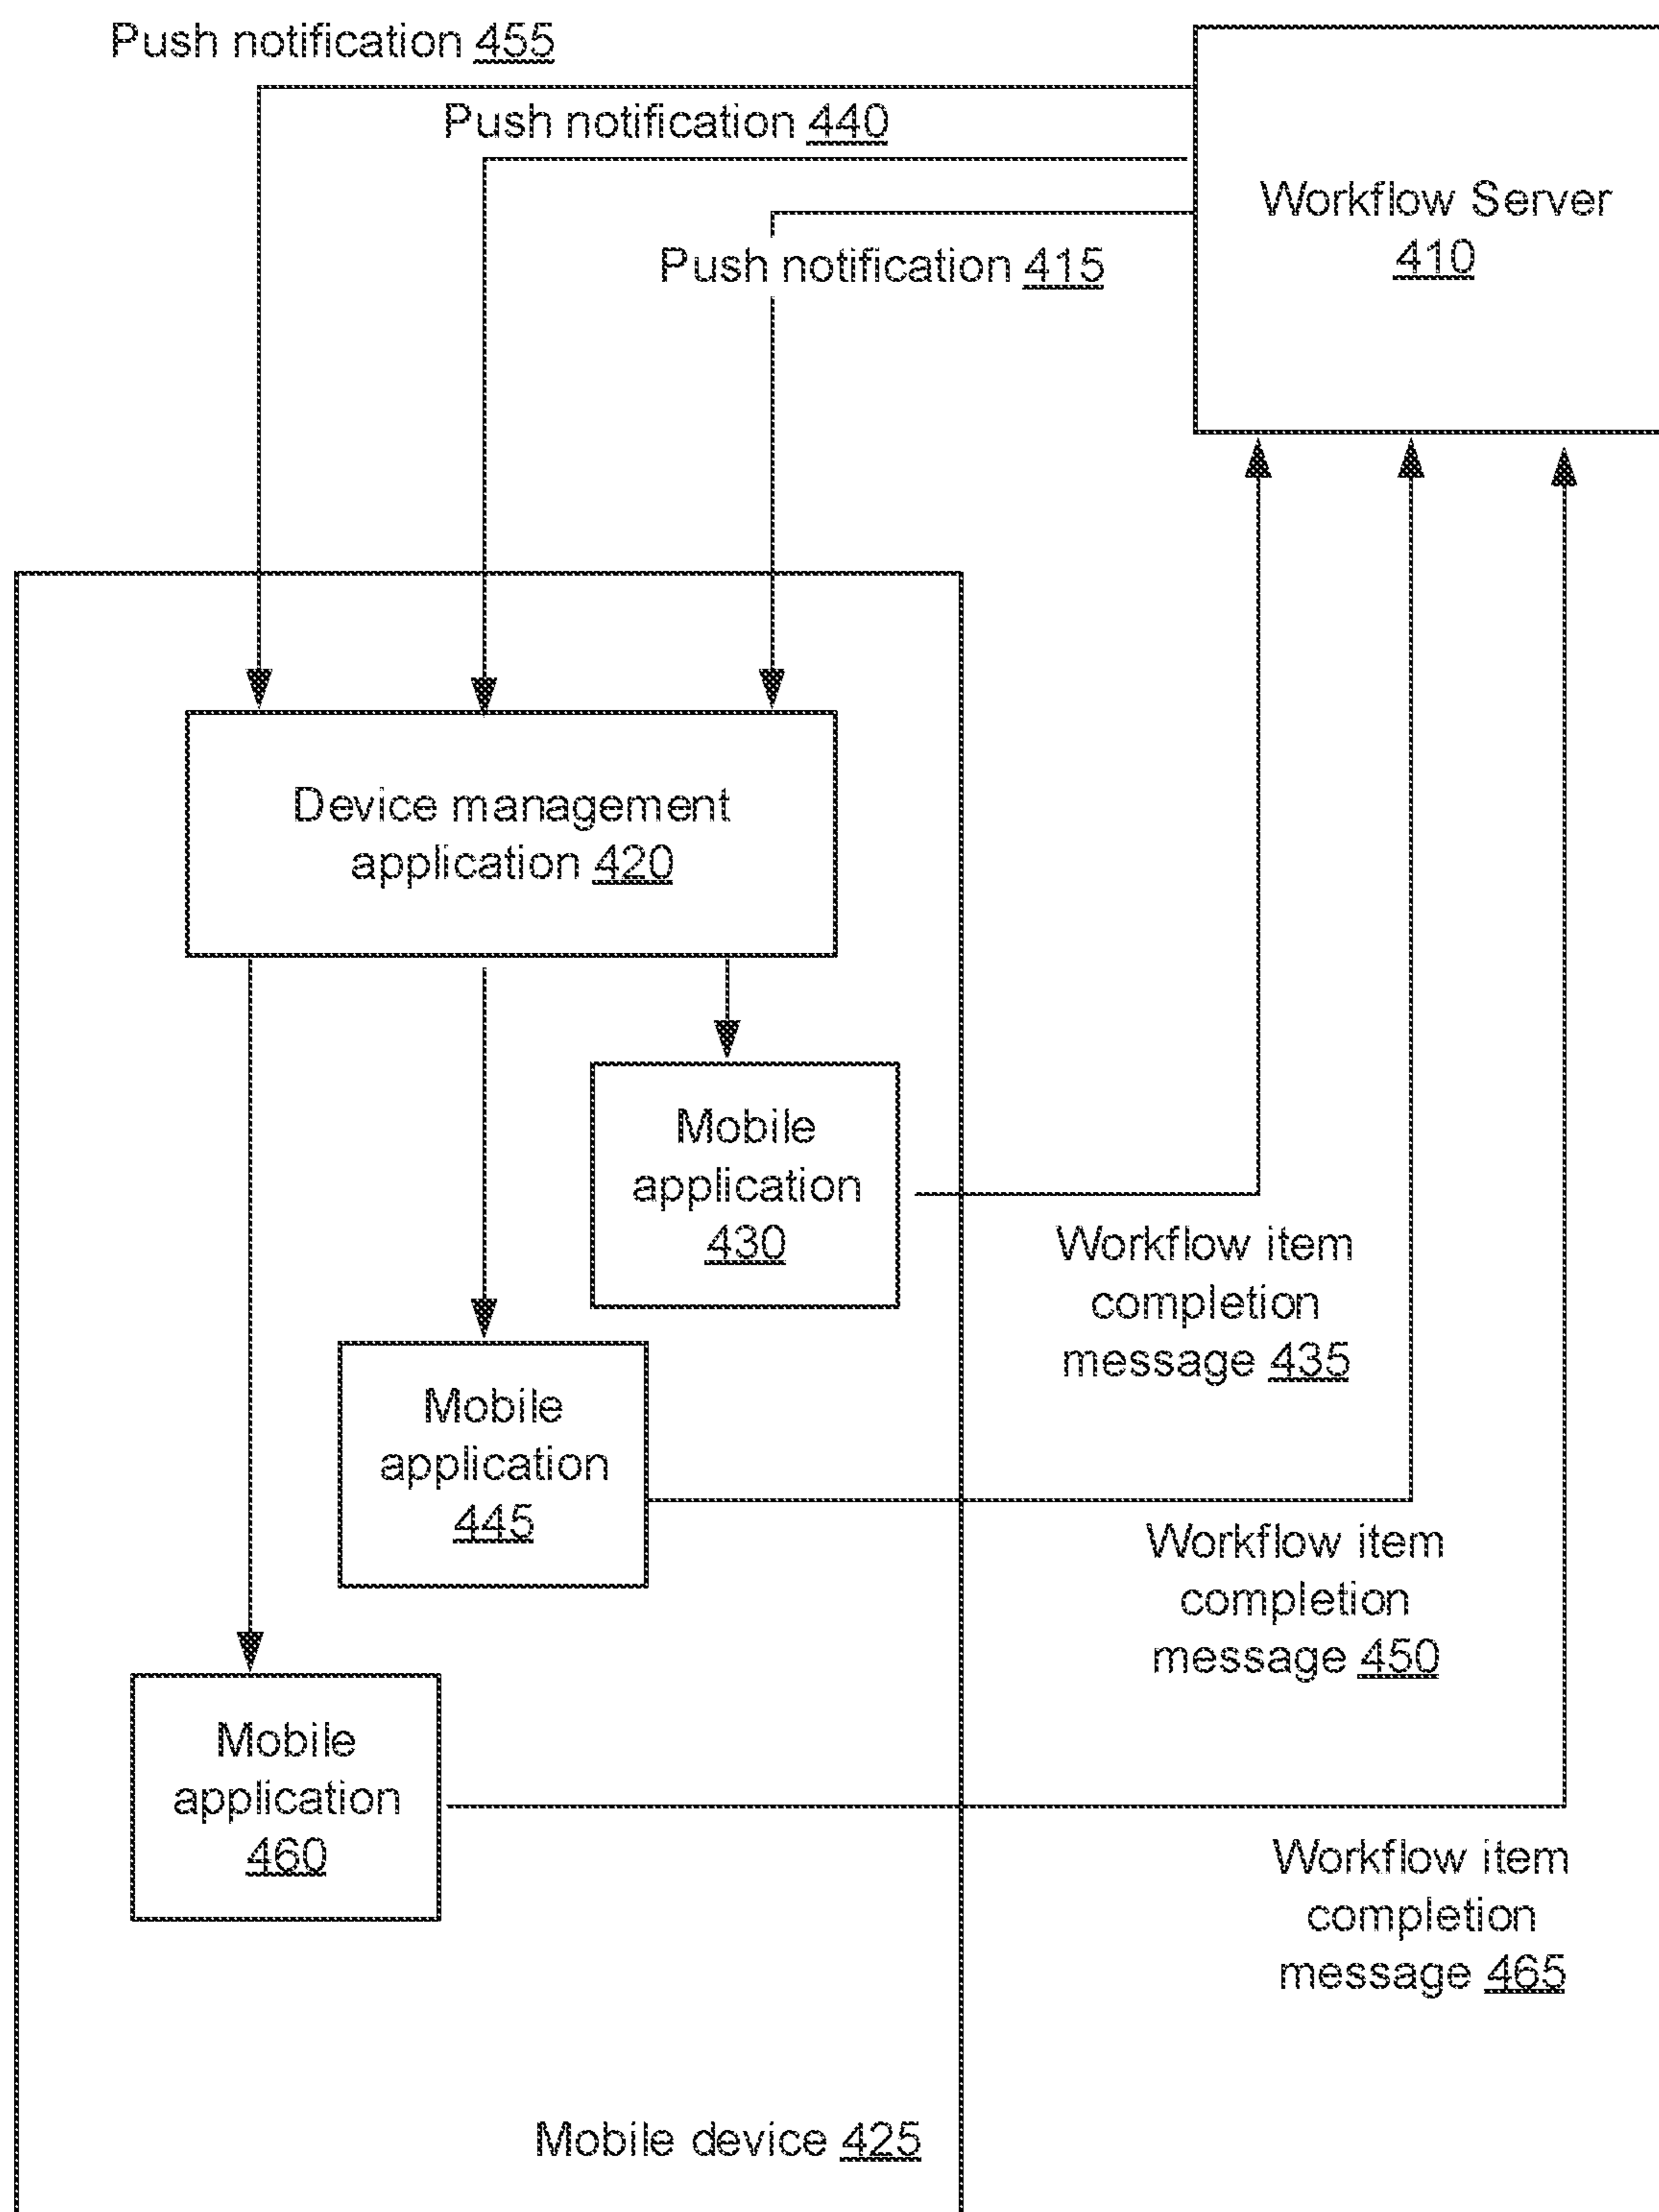 Push notification 455
Push notification 440
Push notification 415
Workflow Server
410
Device management
application 420
Mobile
application
430
Workflow item
completion
message 435
Mobile
application
445
Workflow item
completion
message 450
Mobile
application
460
Workflow item
completion
message 465
Mobile device 425